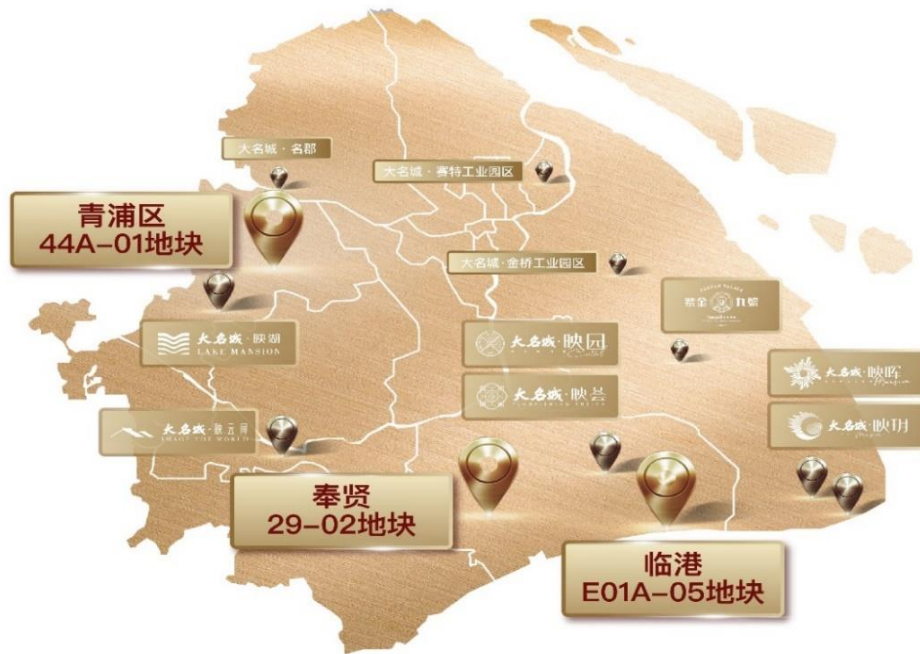 大名城·名郡
大名城·赛特工业园区
青浦区
44A-01地块
大名城·金桥工业园区
紫金九號
大名城·映湖
LAKE MANSION
大名城·映园
大名城·映荟
大名城·映晖
大名城·映玥
大名城·映云间
IMAGE THE WORLD
奉贤
29-02地块
临港
E01A-05地块